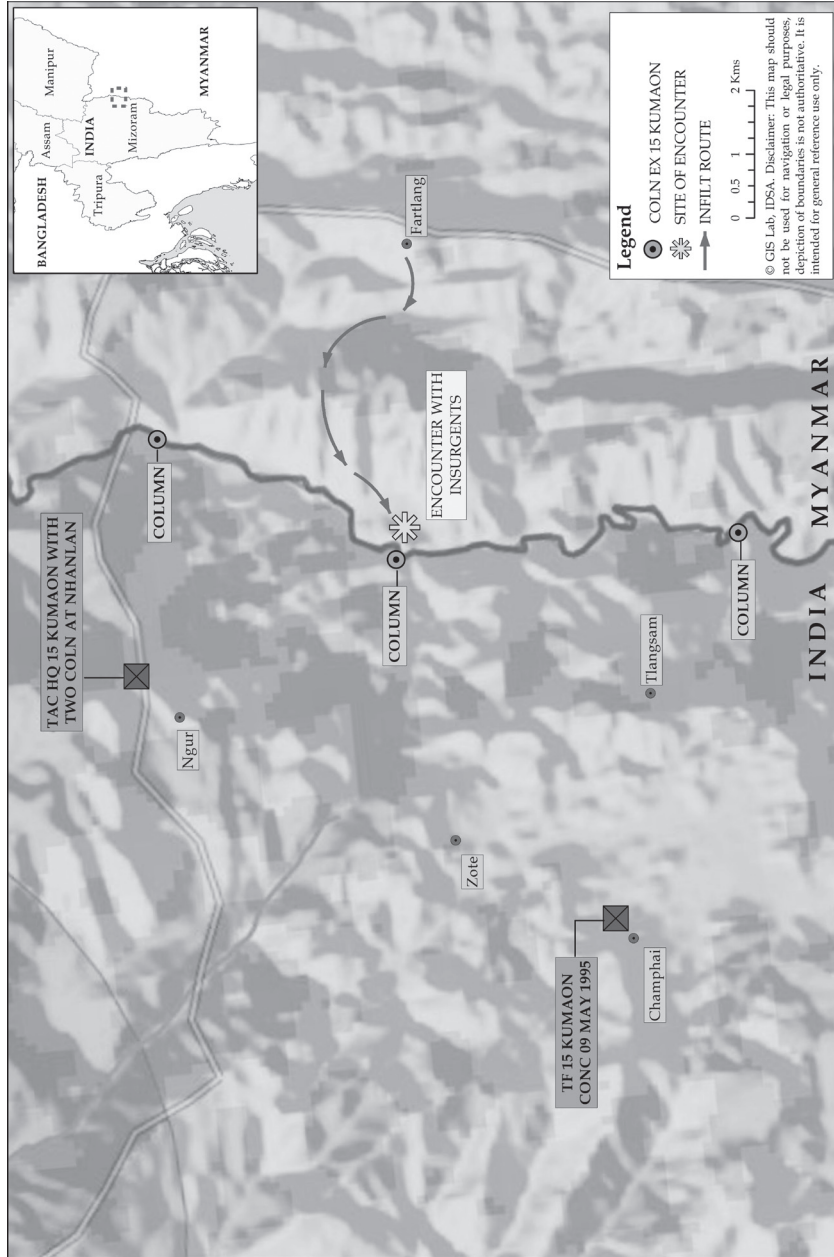 BANGLADESH
Assam
Manipur
Tripura
INDIA
Mizoram
MYANMAR
TAC HQ 15 KUMAON WITH
TWO COLN AT NHANLAN
Ngur
COLUMN
Fartlang
ENCOUNTER WITH
INSURGENTS
COLUMN
Zote
TF 15 KUMAON
CONC 09 MAY 1995
Champhai
Tlangsam
COLUMN
INDIA
MYANMAR
Legend
COLN EX 15 KUMAON
SITE OF ENCOUNTER
INFILT ROUTE
0 0.5 1 2 Kms
© GIS Lab, IDSA. Disclaimer: This map should
not be used for navigation or legal purposes,
depiction of boundaries is not authoritative. It is
intended for general reference use only.